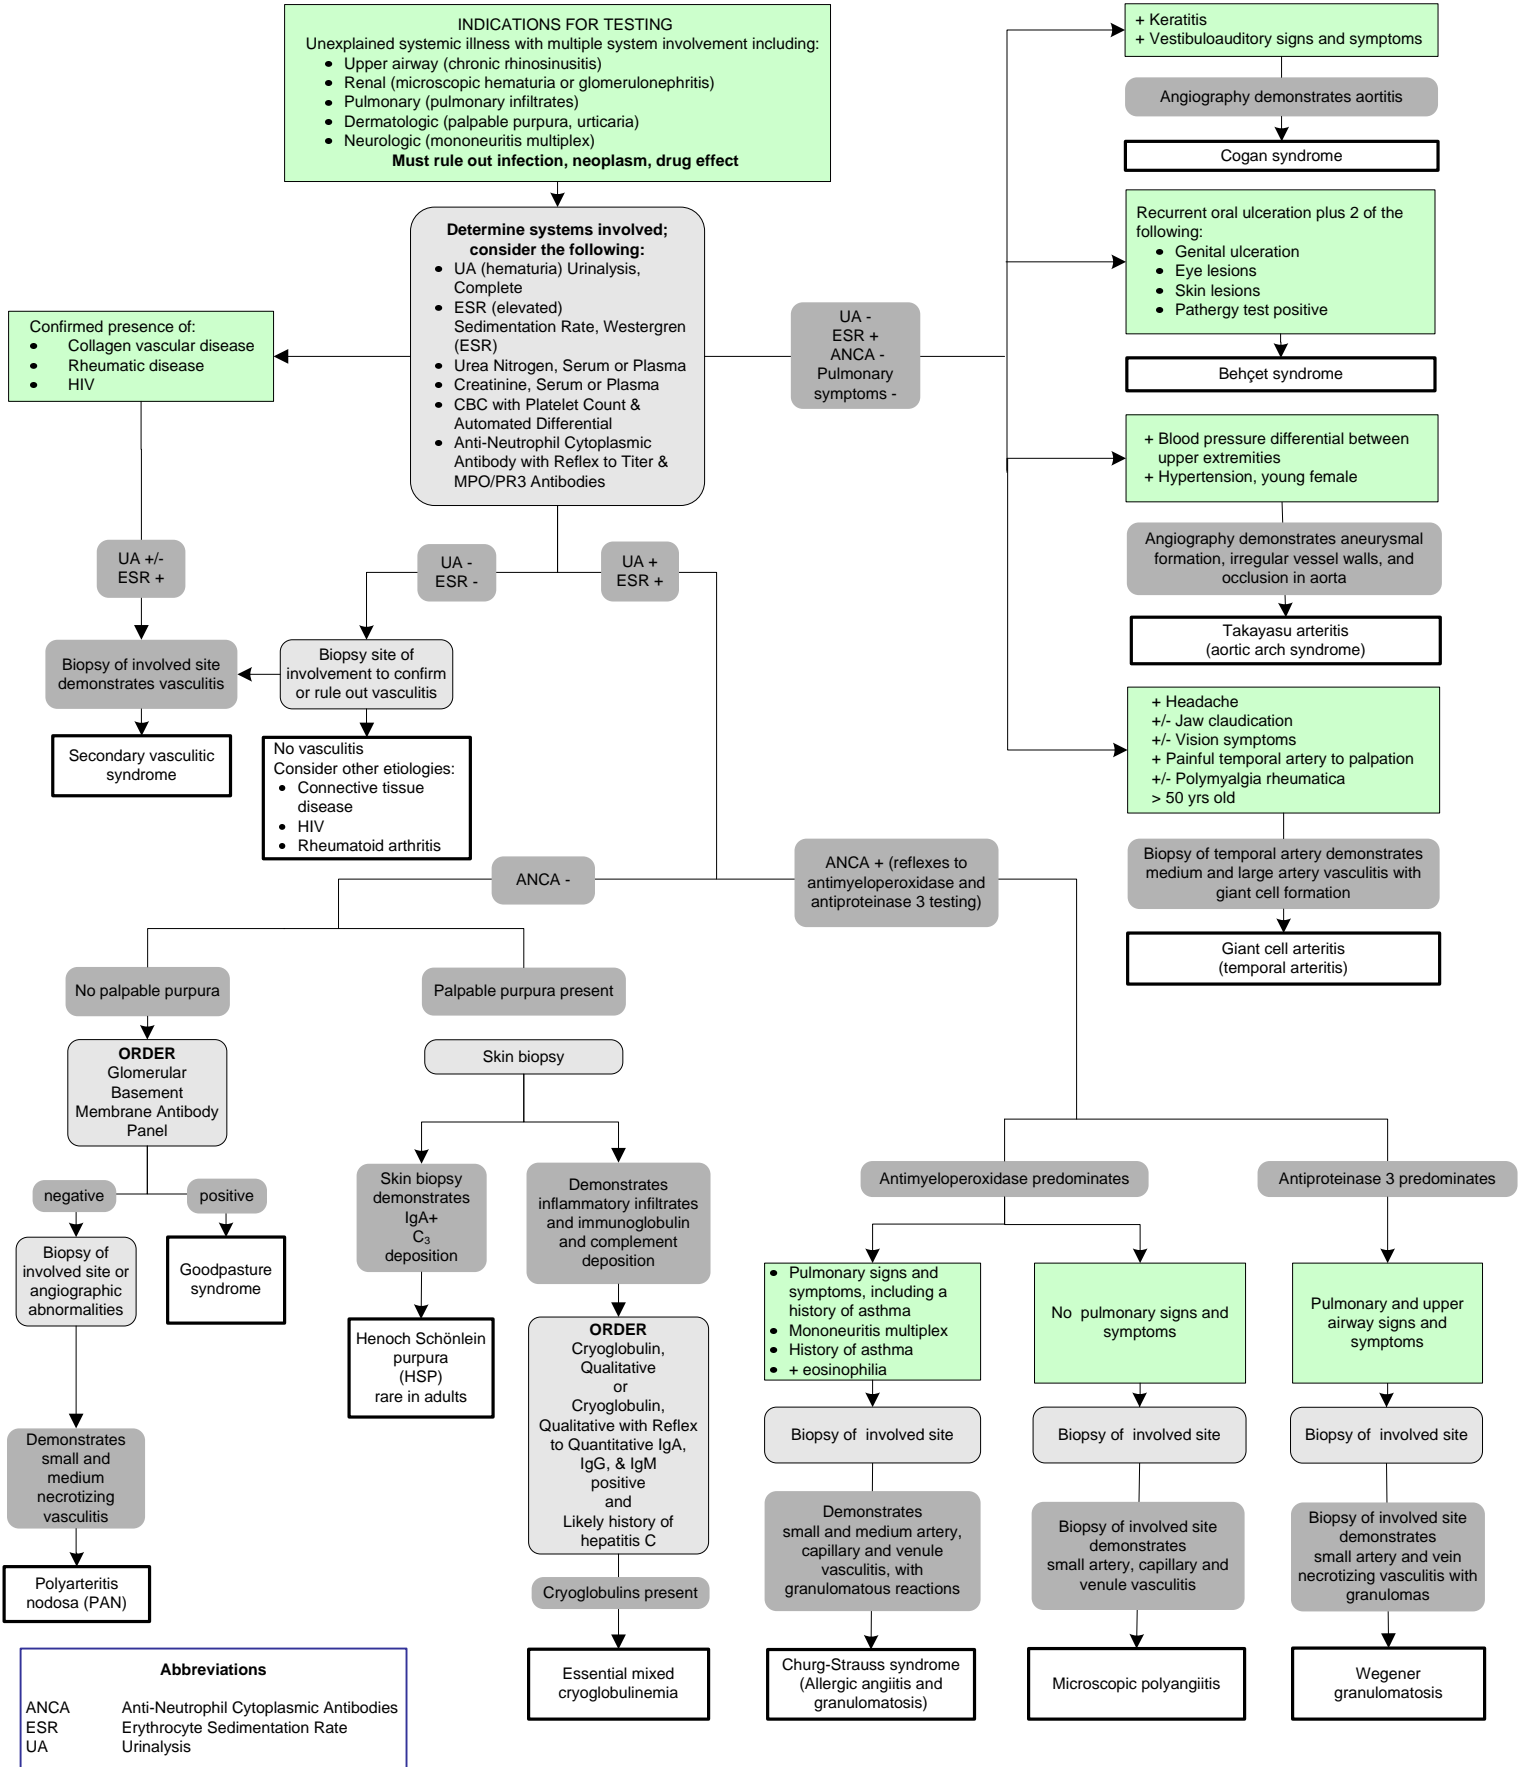 INDICATIONS FOR TESTING
Unexplained systemic illness with multiple system involvement including:
• Upper airway (chronic rhinosinusitis)
• Renal (microscopic hematuria or glomerulonephritis)
• Pulmonary (pulmonary infiltrates)
• Dermatologic (palpable purpura, urticaria)
• Neurologic (mononeuritis multiplex)
Must rule out infection, neoplasm, drug effect
Determine systems involved;
consider the following:
• UA (hematuria) Urinalysis,
Complete
• ESR (elevated)
Sedimentation Rate, Westergren
(ESR)
• Urea Nitrogen, Serum or Plasma
• Creatinine, Serum or Plasma
• CBC with Platelet Count &
Automated Differential
• Anti-Neutrophil Cytoplasmic
Antibody with Reflex to Titer &
MPO/PR3 Antibodies
Confirmed presence of:
• Collagen vascular disease
• Rheumatic disease
• HIV
UA +/-
ESR +
Biopsy of involved site
demonstrates vasculitis
Secondary vasculitic
syndrome
UA -
ESR -
Biopsy site of
involvement to confirm
or rule out vasculitis
No vasculitis
Consider other etiologies:
• Connective tissue
disease
• HIV
• Rheumatoid arthritis
UA +
ESR +
UA -
ESR +
ANCA -
Pulmonary
symptoms -
+ Keratitis
+ Vestibuloauditory signs and symptoms
Angiography demonstrates aortitis
Cogan syndrome
Recurrent oral ulceration plus 2 of the
following:
• Genital ulceration
• Eye lesions
• Skin lesions
• Pathergy test positive
Behçet syndrome
+ Blood pressure differential between
upper extremities
+ Hypertension, young female
Angiography demonstrates aneurysmal
formation, irregular vessel walls, and
occlusion in aorta
Takayasu arteritis
(aortic arch syndrome)
+ Headache
+/- Jaw claudication
+/- Vision symptoms
+ Painful temporal artery to palpation
+/- Polymyalgia rheumatica
> 50 yrs old
Biopsy of temporal artery demonstrates
medium and large artery vasculitis with
giant cell formation
Giant cell arteritis
(temporal arteritis)
ANCA -
ANCA + (reflexes to
antimyeloperoxidase and
antiproteinase 3 testing)
No palpable purpura
ORDER
Glomerular
Basement
Membrane Antibody
Panel
negative
positive
Biopsy of
involved site or
angiographic
abnormalities
Goodpasture
syndrome
Demonstrates
small and
medium
necrotizing
vasculitis
Polyarteritis
nodosa (PAN)
Palpable purpura present
Skin biopsy
Skin biopsy
demonstrates
IgA+
C₃
deposition
Henoch Schönlein
purpura
(HSP)
rare in adults
Demonstrates
inflammatory infiltrates
and immunoglobulin
and complement
deposition
ORDER
Cryoglobulin,
Qualitative
or
Cryoglobulin,
Qualitative with Reflex
to Quantitative IgA,
IgG, & IgM
positive
and
Likely history of
hepatitis C
Cryoglobulins present
Essential mixed
cryoglobulinemia
Antimyeloperoxidase predominates
• Pulmonary signs and
symptoms, including a
history of asthma
• Mononeuritis multiplex
• History of asthma
• + eosinophilia
Biopsy of involved site
Demonstrates
small and medium artery,
capillary and venule
vasculitis, with
granulomatous reactions
Churg-Strauss syndrome
(Allergic angiitis and
granulomatosis)
No pulmonary signs and
symptoms
Biopsy of involved site
Biopsy of involved site
demonstrates
small artery, capillary and
venule vasculitis
Microscopic polyangiitis
Antiproteinase 3 predominates
Pulmonary and upper
airway signs and
symptoms
Biopsy of involved site
Biopsy of involved site
demonstrates
small artery and vein
necrotizing vasculitis with
granulomas
Wegener
granulomatosis
Abbreviations
ANCA Anti-Neutrophil Cytoplasmic Antibodies
ESR Erythrocyte Sedimentation Rate
UA Urinalysis